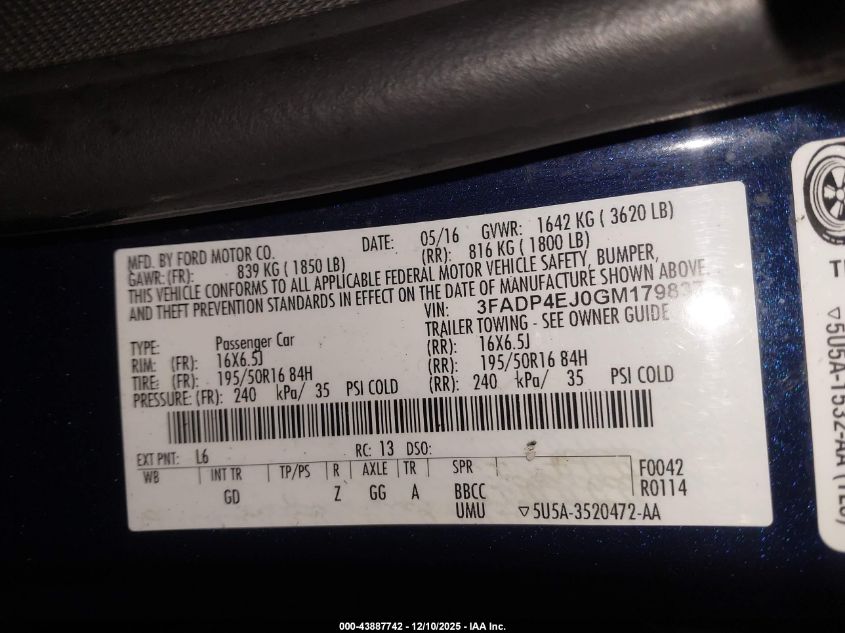 MFD. BY FORD MOTOR CO. DATE: 05/16 GVWR: 1642 KG ( 3620 LB)
GAWR: (FR): 839 KG ( 1850 LB) (RR): 816 KG ( 1800 LB)
THIS VEHICLE CONFORMS TO ALL APPLICABLE FEDERAL MOTOR VEHICLE SAFETY, BUMPER,
AND THEFT PREVENTION STANDARDS IN EFFECT ON THE DATE OF MANUFACTURE SHOWN ABOVE.
VIN: 3FADP4EJ0GM17983
TYPE: Passenger Car TRAILER TOWING - SEE OWNER GUIDE
RIM: (FR): 16X6.5J (RR): 16X6.5J
TIRE: (FR): 195/50R16 84H (RR): 195/50R16 84H
PRESSURE: (FR): 240 kPa/ 35 PSI COLD (RR): 240 kPa/ 35 PSI COLD
EXT PNT: L6 RC: 13 DSO:
WB INT TR TP/PS R AXLE TR SPR F0042
GD Z GG A BBCC R0114
UMU ▽5U5A-3520472-AA
▽5U5A-1532-AA
000-43887742 - 12/10/2025 - IAA Inc.